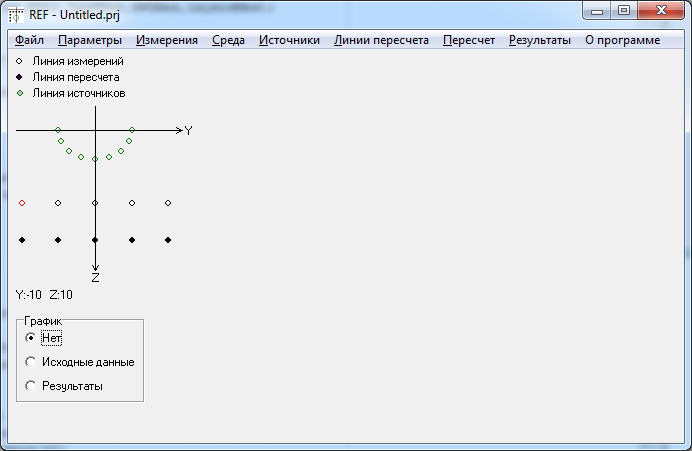 REF - Untitled.prj
Файл Параметры Измерения Среда Источники Линии пересчета Пересчет Результаты О программе
Линия измерений
Линия пересчета
Линия источников
Y
Z
Y:-10 Z:10
График
Нет
Исходные данные
Результаты